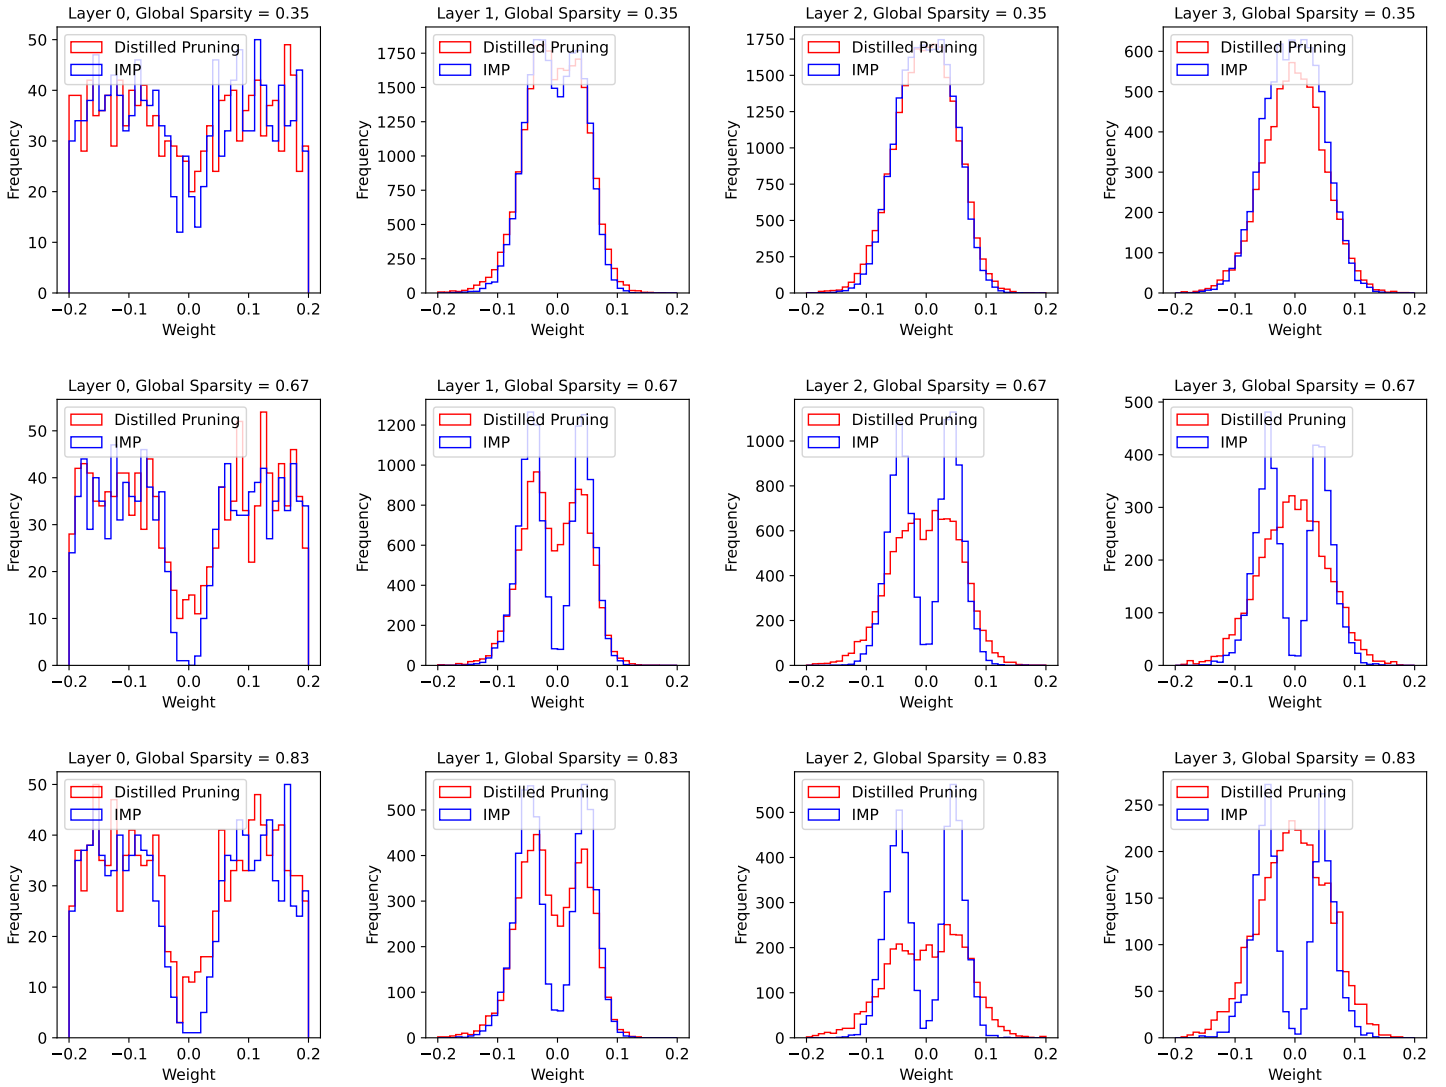 Layer 0, Global Sparsity = 0.35
Distilled Pruning
IMP
Frequency
50
40
30
20
10
0
−0.2 −0.1 0.0 0.1 0.2
Weight
Layer 1, Global Sparsity = 0.35
Distilled Pruning
IMP
Frequency
1750
1500
1250
1000
750
500
250
0
−0.2 −0.1 0.0 0.1 0.2
Weight
Layer 2, Global Sparsity = 0.35
Distilled Pruning
IMP
Frequency
1750
1500
1250
1000
750
500
250
0
−0.2 −0.1 0.0 0.1 0.2
Weight
Layer 3, Global Sparsity = 0.35
Distilled Pruning
IMP
Frequency
600
500
400
300
200
100
0
−0.2 −0.1 0.0 0.1 0.2
Weight
Layer 0, Global Sparsity = 0.67
Distilled Pruning
IMP
Frequency
50
40
30
20
10
0
−0.2 −0.1 0.0 0.1 0.2
Weight
Layer 1, Global Sparsity = 0.67
Distilled Pruning
IMP
Frequency
1200
1000
800
600
400
200
0
−0.2 −0.1 0.0 0.1 0.2
Weight
Layer 2, Global Sparsity = 0.67
Distilled Pruning
IMP
Frequency
1000
800
600
400
200
0
−0.2 −0.1 0.0 0.1 0.2
Weight
Layer 3, Global Sparsity = 0.67
Distilled Pruning
IMP
Frequency
500
400
300
200
100
0
−0.2 −0.1 0.0 0.1 0.2
Weight
Layer 0, Global Sparsity = 0.83
Distilled Pruning
IMP
Frequency
50
40
30
20
10
0
−0.2 −0.1 0.0 0.1 0.2
Weight
Layer 1, Global Sparsity = 0.83
Distilled Pruning
IMP
Frequency
500
400
300
200
100
0
−0.2 −0.1 0.0 0.1 0.2
Weight
Layer 2, Global Sparsity = 0.83
Distilled Pruning
IMP
Frequency
500
400
300
200
100
0
−0.2 −0.1 0.0 0.1 0.2
Weight
Layer 3, Global Sparsity = 0.83
Distilled Pruning
IMP
Frequency
250
200
150
100
50
0
−0.2 −0.1 0.0 0.1 0.2
Weight